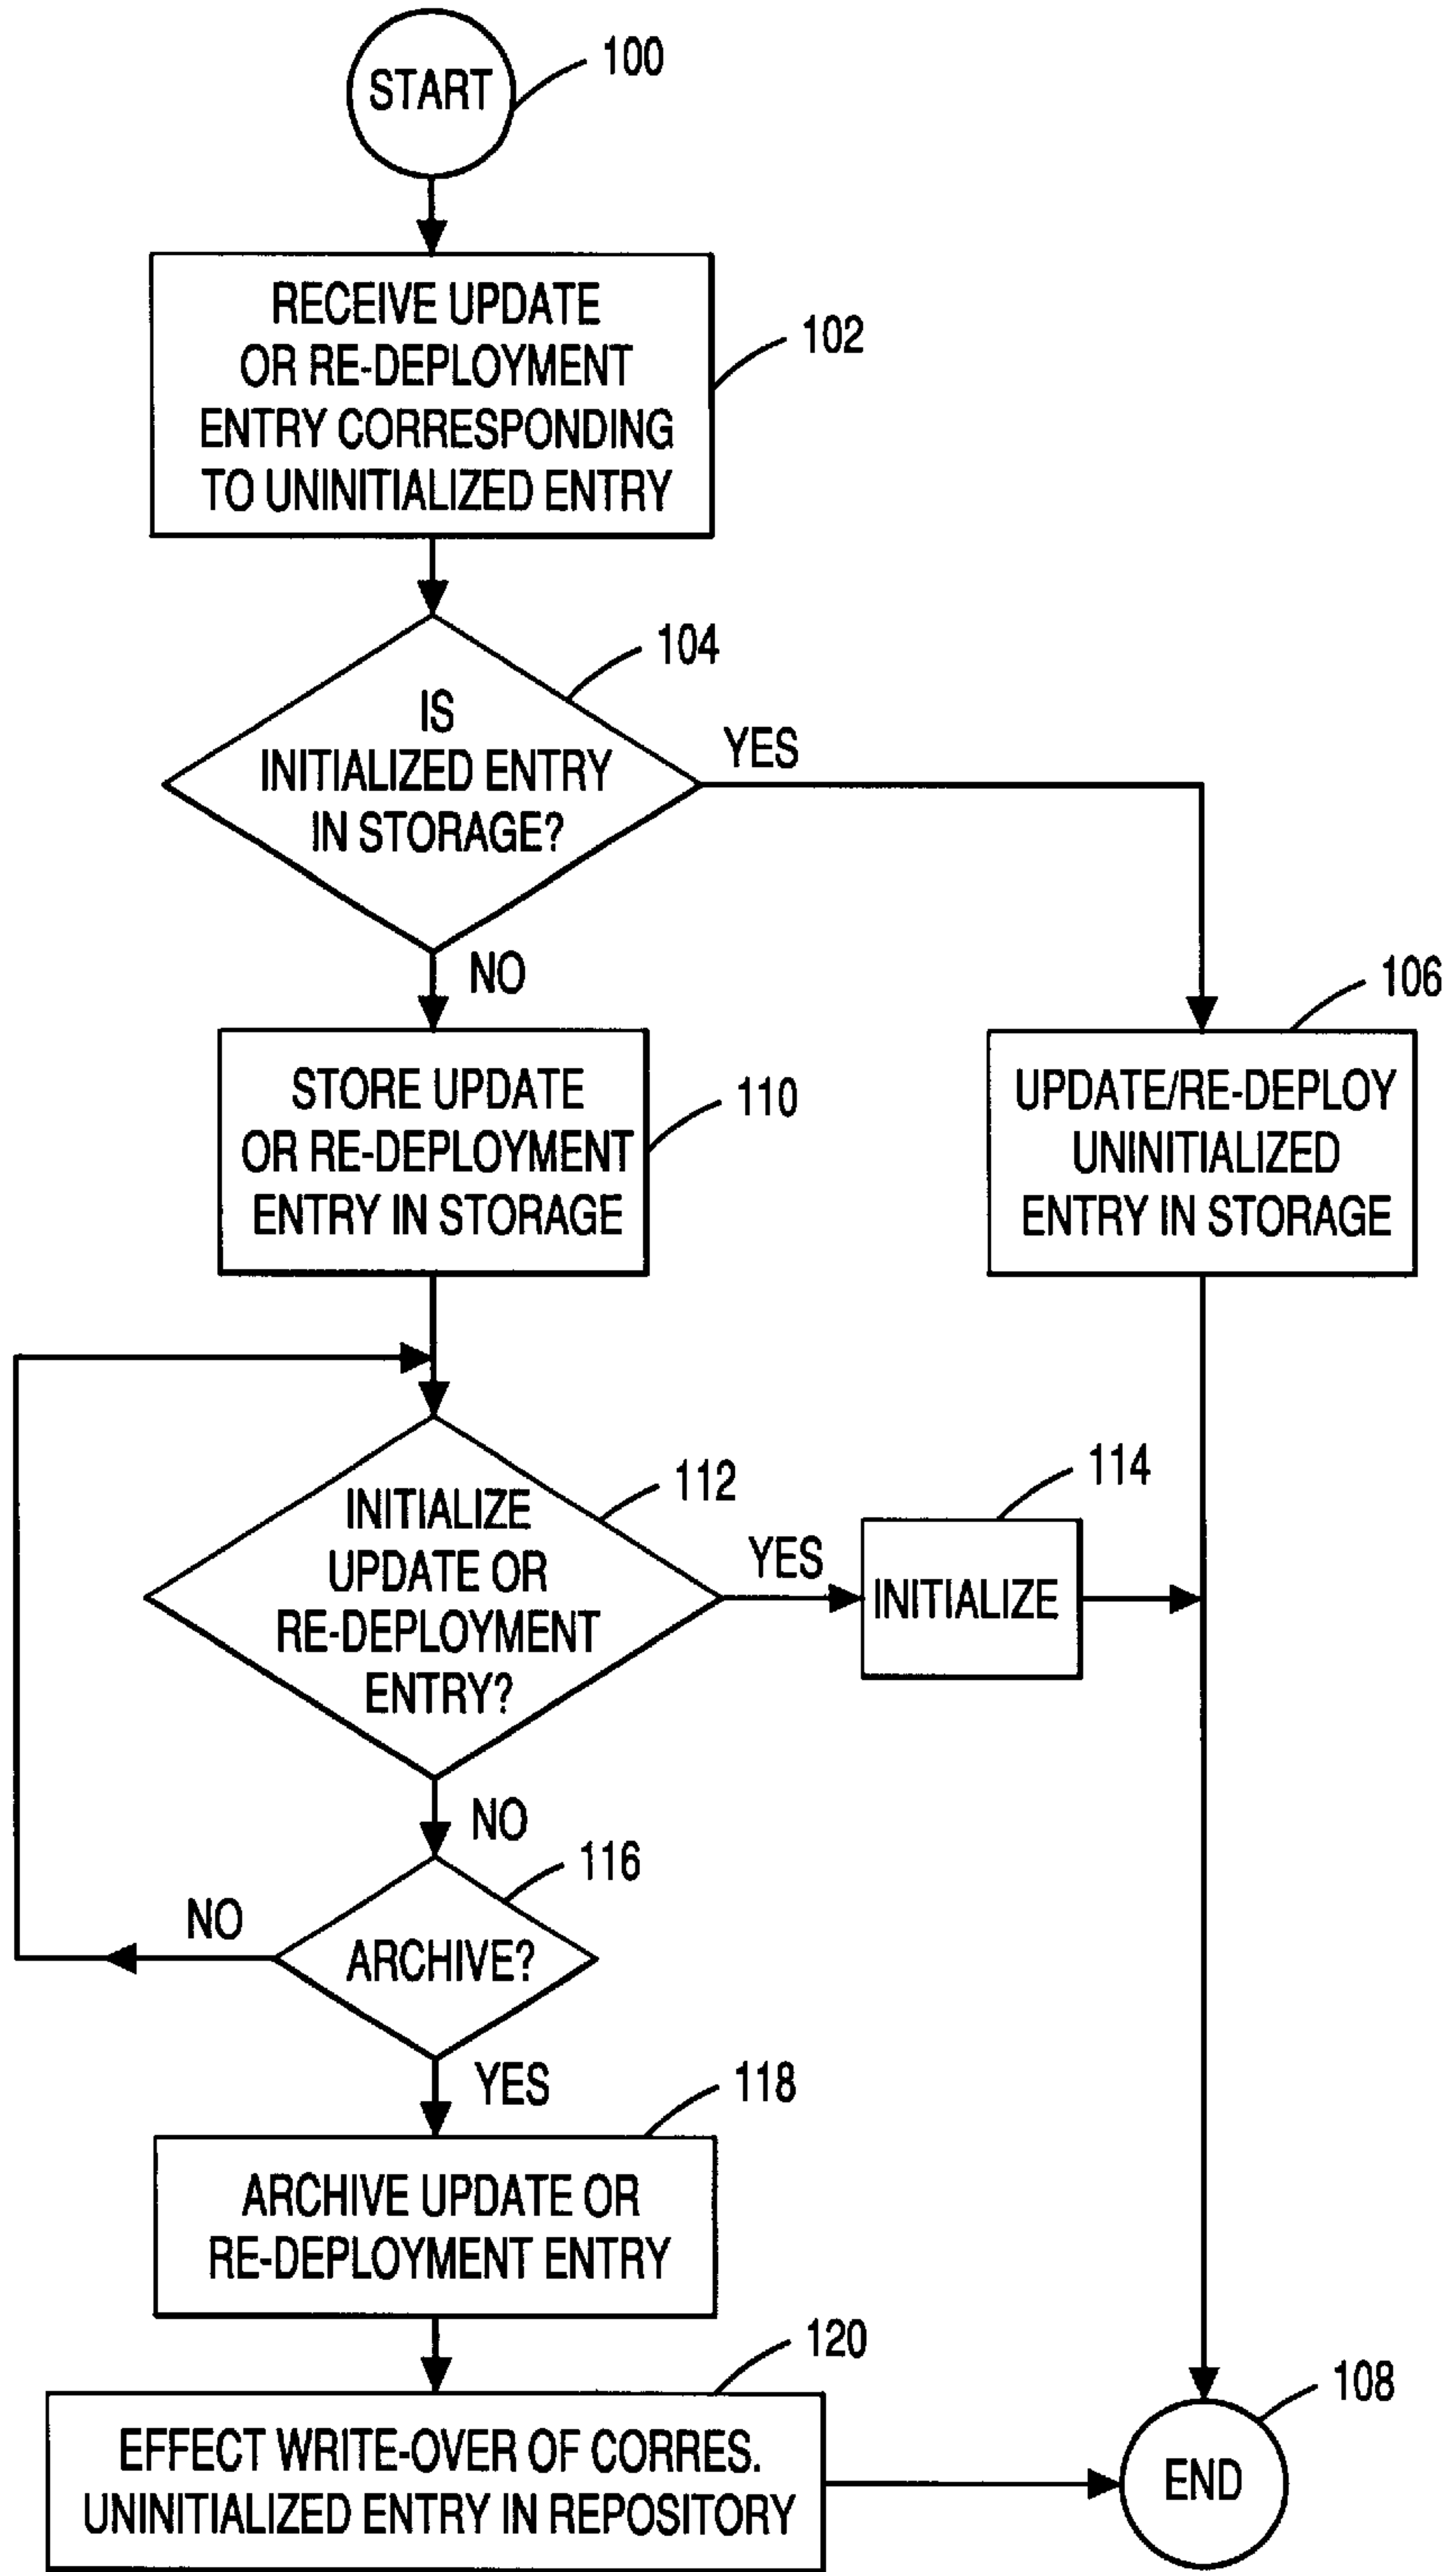 START
100
RECEIVE UPDATE
OR RE-DEPLOYMENT
ENTRY CORRESPONDING
TO UNINITIALIZED ENTRY
102
104
IS
INITIALIZED ENTRY
IN STORAGE?
YES
NO
106
STORE UPDATE
OR RE-DEPLOYMENT
ENTRY IN STORAGE
110
UPDATE/RE-DEPLOY
UNINITIALIZED
ENTRY IN STORAGE
INITIALIZE
UPDATE OR
RE-DEPLOYMENT
ENTRY?
112
YES
114
INITIALIZE
NO
116
NO
ARCHIVE?
YES
118
ARCHIVE UPDATE OR
RE-DEPLOYMENT ENTRY
120
EFFECT WRITE-OVER OF CORRES.
UNINITIALIZED ENTRY IN REPOSITORY
108
END